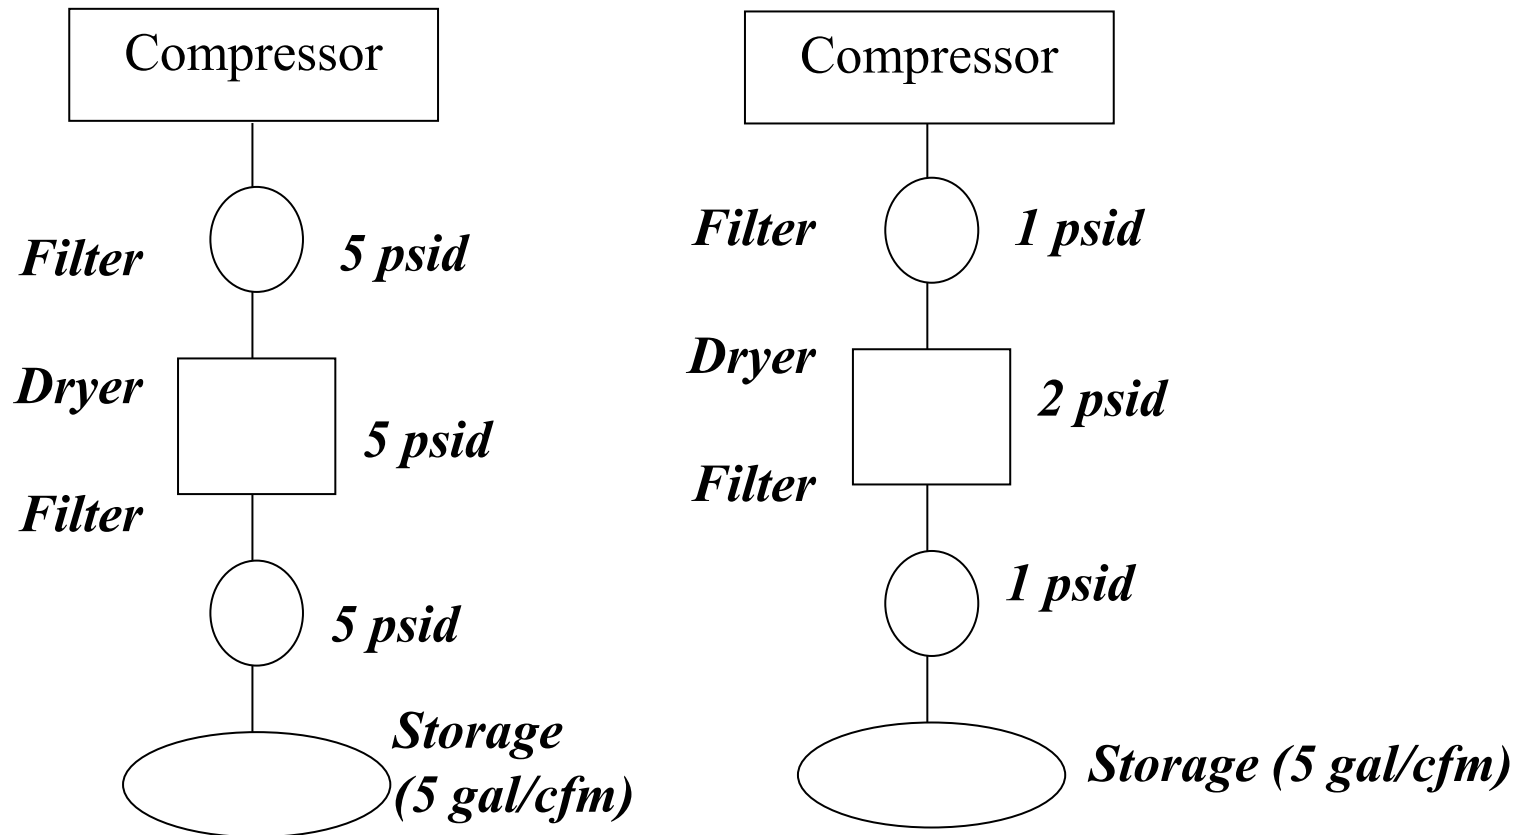 Compressor
Filter
5 psid
Dryer
5 psid
Filter
5 psid
Storage
(5 gal/cfm)
Compressor
Filter
1 psid
Dryer
2 psid
Filter
1 psid
Storage (5 gal/cfm)